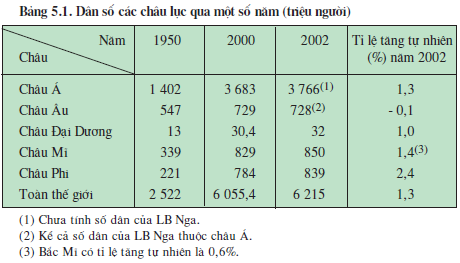 Bảng 5.1. Dân số các châu lục qua một số năm (triệu người)
Năm 1950 2000 2002 Tỉ lệ tăng tự nhiên
Châu (%) năm 2002
Châu Á 1 402 3 683 3 766(1) 1,3
Châu Âu 547 729 728(2) - 0,1
Châu Đại Dương 13 30,4 32 1,0
Châu Mĩ 339 829 850 1,4(3)
Châu Phi 221 784 839 2,4
Toàn thế giới 2 522 6 055,4 6 215 1,3
(1) Chưa tính số dân của LB Nga.
(2) Kể cả số dân của LB Nga thuộc châu Á.
(3) Bắc Mĩ có tỉ lệ tăng tự nhiên là 0,6%.